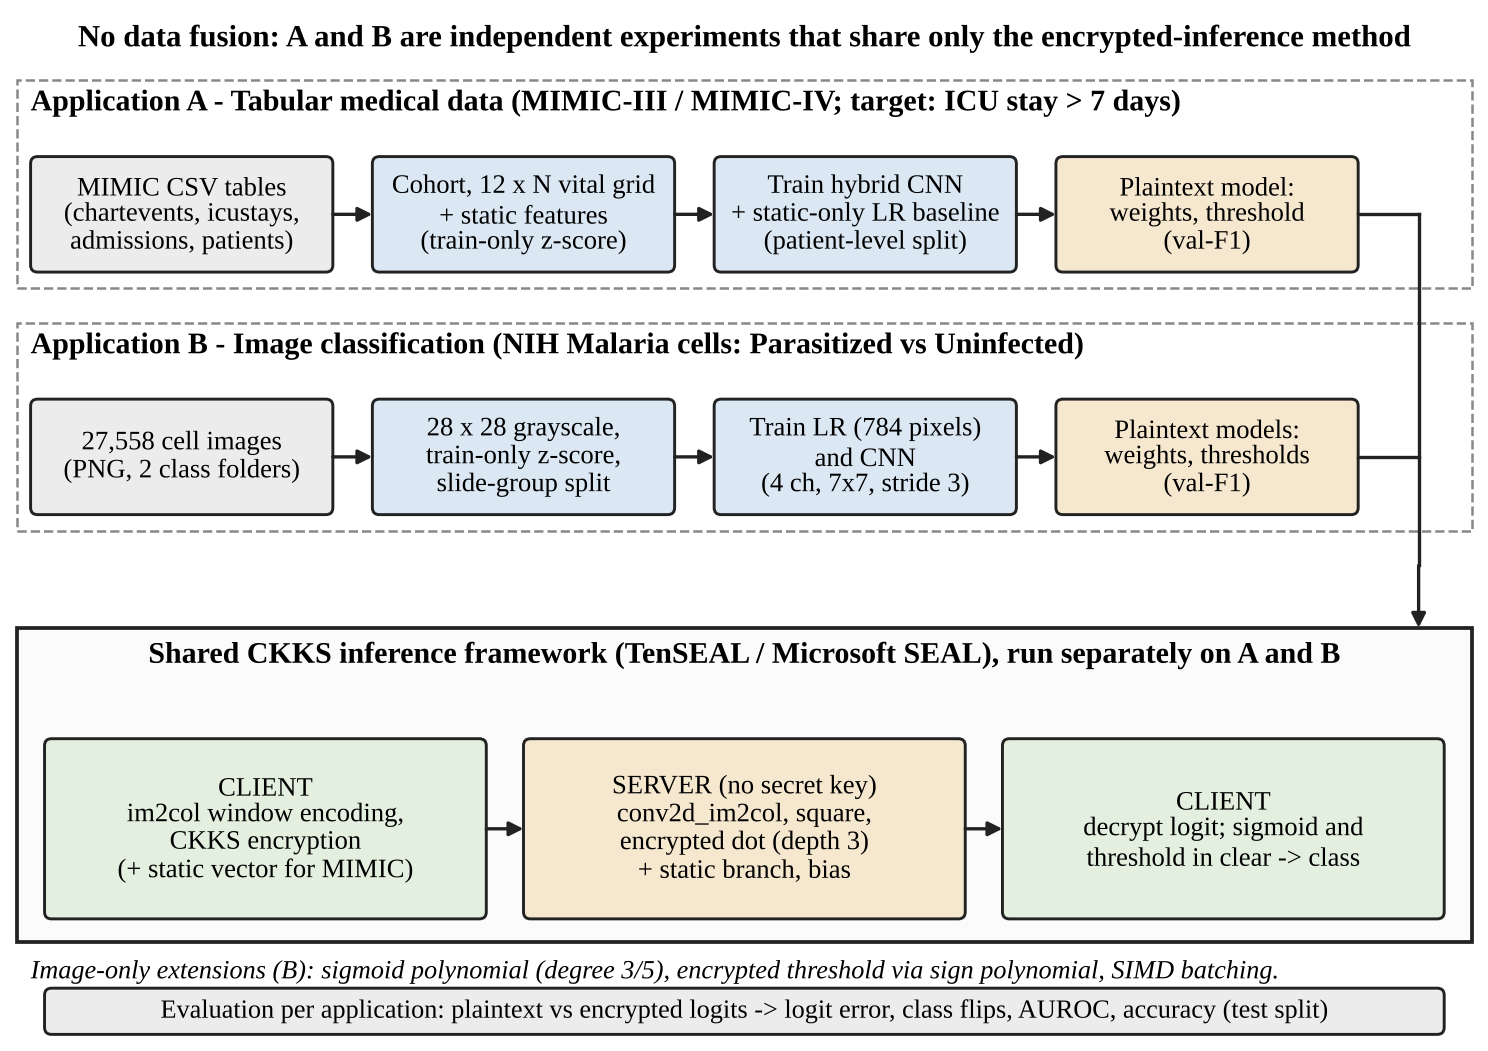 No data fusion: A and B are independent experiments that share only the encrypted-inference method
Application A - Tabular medical data (MIMIC-III / MIMIC-IV; target: ICU stay > 7 days)
MIMIC CSV tables
(chartevents, icustays,
admissions, patients)
Cohort, 12 x N vital grid
+ static features
(train-only z-score)
Train hybrid CNN
+ static-only LR baseline
(patient-level split)
Plaintext model:
weights, threshold
(val-F1)
Application B - Image classification (NIH Malaria cells: Parasitized vs Uninfected)
27,558 cell images
(PNG, 2 class folders)
28 x 28 grayscale,
train-only z-score,
slide-group split
Train LR (784 pixels)
and CNN
(4 ch, 7x7, stride 3)
Plaintext models:
weights, thresholds
(val-F1)
Shared CKKS inference framework (TenSEAL / Microsoft SEAL), run separately on A and B
CLIENT
im2col window encoding,
CKKS encryption
(+ static vector for MIMIC)
SERVER (no secret key)
conv2d_im2col, square,
encrypted dot (depth 3)
+ static branch, bias
CLIENT
decrypt logit; sigmoid and
threshold in clear -> class
Image-only extensions (B): sigmoid polynomial (degree 3/5), encrypted threshold via sign polynomial, SIMD batching.
Evaluation per application: plaintext vs encrypted logits -> logit error, class flips, AUROC, accuracy (test split)